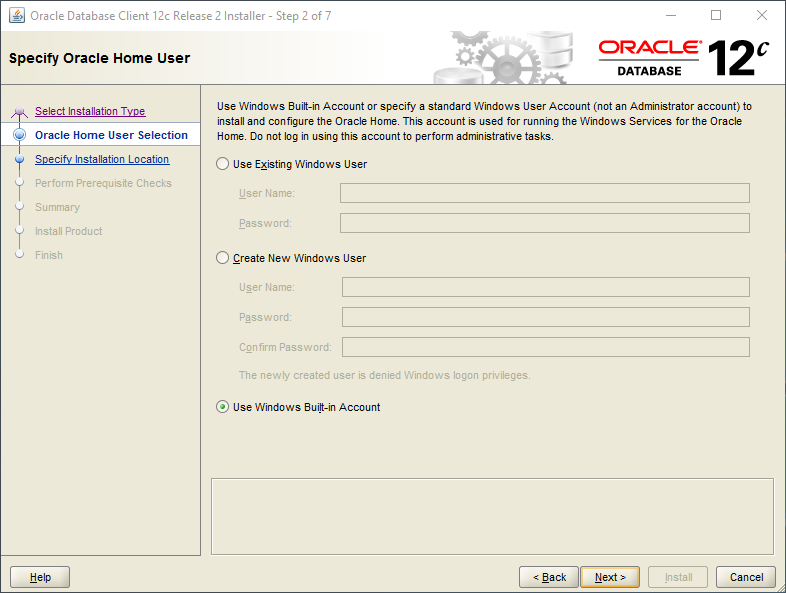 Oracle Database Client 12c Release 2 Installer - Step 2 of 7
Specify Oracle Home User
ORACLE®
DATABASE
12c
Select Installation Type
Oracle Home User Selection
Specify Installation Location
Perform Prerequisite Checks
Summary
Install Product
Finish
Use Windows Built-in Account or specify a standard Windows User Account (not an Administrator account) to
install and configure the Oracle Home. This account is used for running the Windows Services for the Oracle
Home. Do not log in using this account to perform administrative tasks.
Use Existing Windows User
User Name:
Password:
Create New Windows User
User Name:
Password:
Confirm Password:
The newly created user is denied Windows logon privileges.
Use Windows Built-in Account
Help
< Back
Next >
Install
Cancel